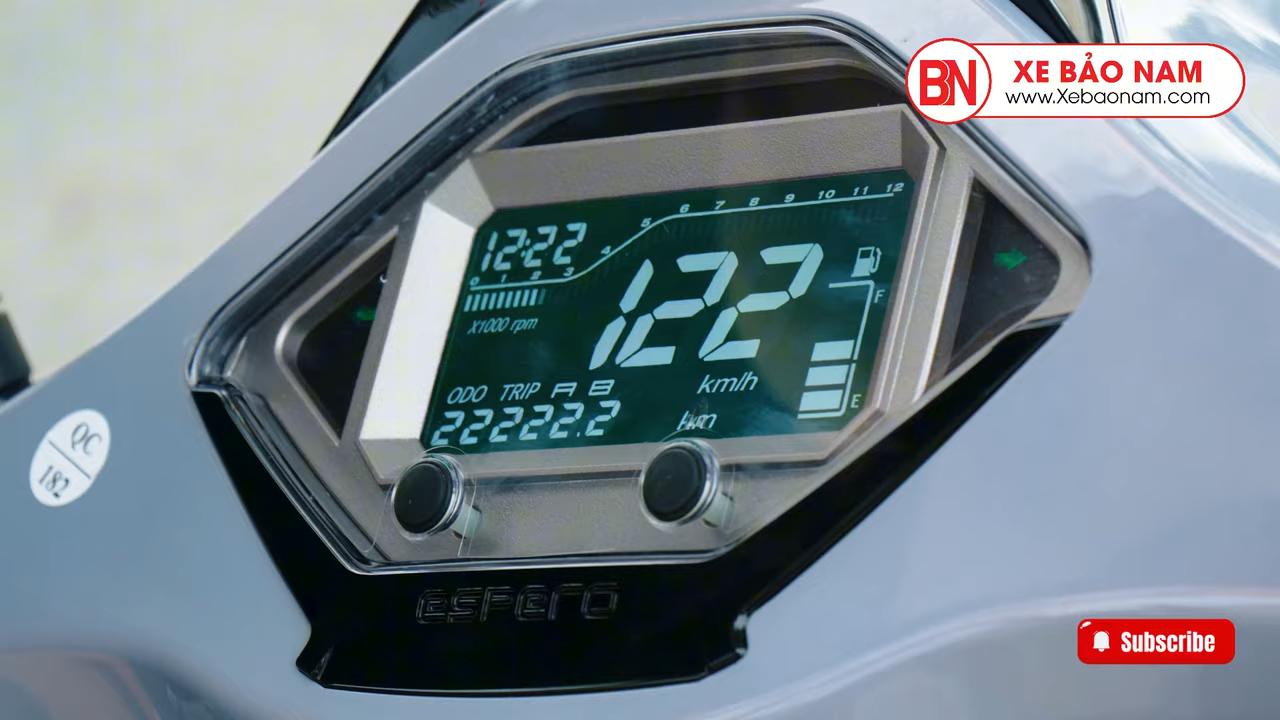 BN
XE BẢO NAM
www.Xebaonam.com
0 1 2 3 4 5 6 7 8 9 10 11 12
12:22
X1000 rpm
122
km/h
F
E
ODO TRIP A B
22222.2
km
QC
182
espero
Subscribe